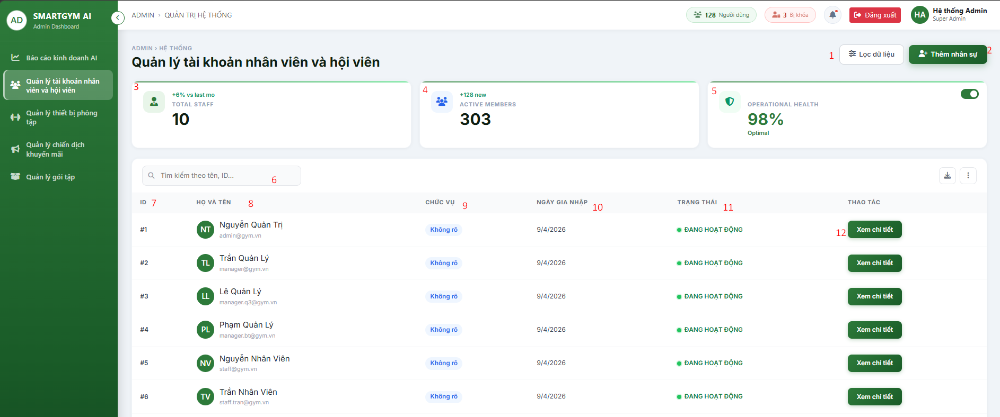 AD
SMARTGYM AI
Admin Dashboard
Báo cáo kinh doanh AI
Quản lý tài khoản nhân
viên và hội viên
Quản lý thiết bị phòng
tập
Quản lý chiến dịch
khuyến mãi
Quản lý gói tập
ADMIN › QUẢN TRỊ HỆ THỐNG
128 Người dùng
3 Bị khóa
Đăng xuất
HA
Hệ thống Admin
Super Admin
ADMIN › HỆ THỐNG
Quản lý tài khoản nhân viên và hội viên
1 Lọc dữ liệu
Thêm nhân sự 2
3
+6% vs last mo
TOTAL STAFF
10
4
+128 new
ACTIVE MEMBERS
303
5
OPERATIONAL HEALTH
98%
Optimal
Tìm kiếm theo tên, ID... 6
ID 7 HỌ VÀ TÊN 8 CHỨC VỤ 9 NGÀY GIA NHẬP 10 TRẠNG THÁI 11 THAO TÁC
#1 NT Nguyễn Quản Trị Không rõ 9/4/2026 ĐANG HOẠT ĐỘNG 12 Xem chi tiết
admin@gym.vn
#2 TL Trần Quản Lý Không rõ 9/4/2026 ĐANG HOẠT ĐỘNG Xem chi tiết
manager@gym.vn
#3 LL Lê Quản Lý Không rõ 9/4/2026 ĐANG HOẠT ĐỘNG Xem chi tiết
manager.q3@gym.vn
#4 PL Phạm Quản Lý Không rõ 9/4/2026 ĐANG HOẠT ĐỘNG Xem chi tiết
manager.bt@gym.vn
#5 NV Nguyễn Nhân Viên Không rõ 9/4/2026 ĐANG HOẠT ĐỘNG Xem chi tiết
staff@gym.vn
#6 TV Trần Nhân Viên Không rõ 9/4/2026 ĐANG HOẠT ĐỘNG Xem chi tiết
staff.tran@gym.vn